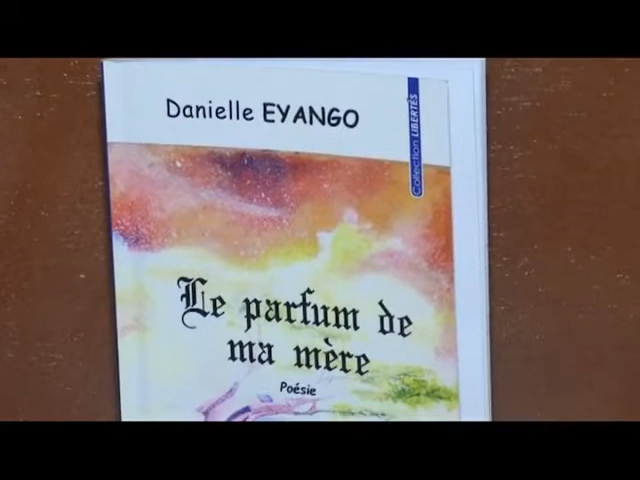 Danielle EYANGO
Collection LIBERTÉS
Le parfum de
ma mère
Poésie